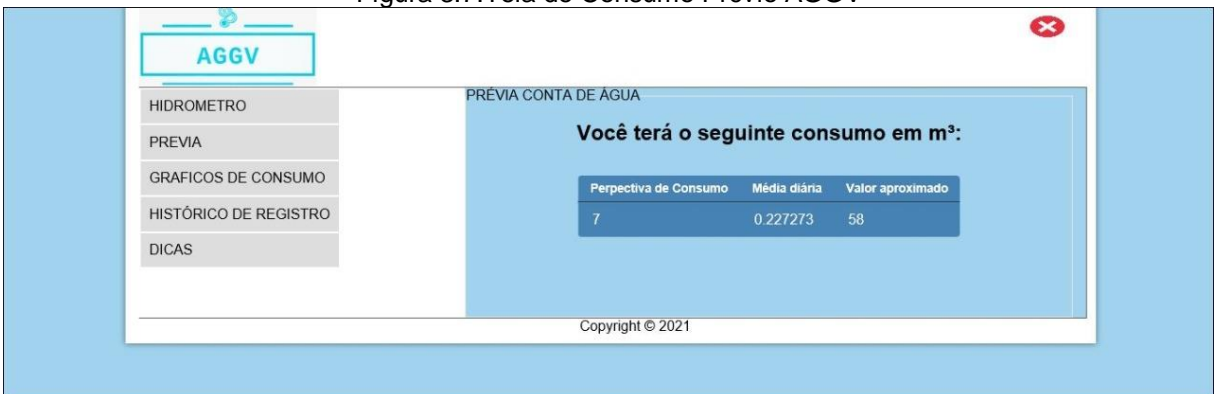 AGGV
HIDROMETRO
PREVIA
GRAFICOS DE CONSUMO
HISTÓRICO DE REGISTRO
DICAS
PRÉVIA CONTA DE ÁGUA
Você terá o seguinte consumo em m³:
Perpectiva de Consumo Média diária Valor aproximado
7 0.227273 58
Copyright © 2021